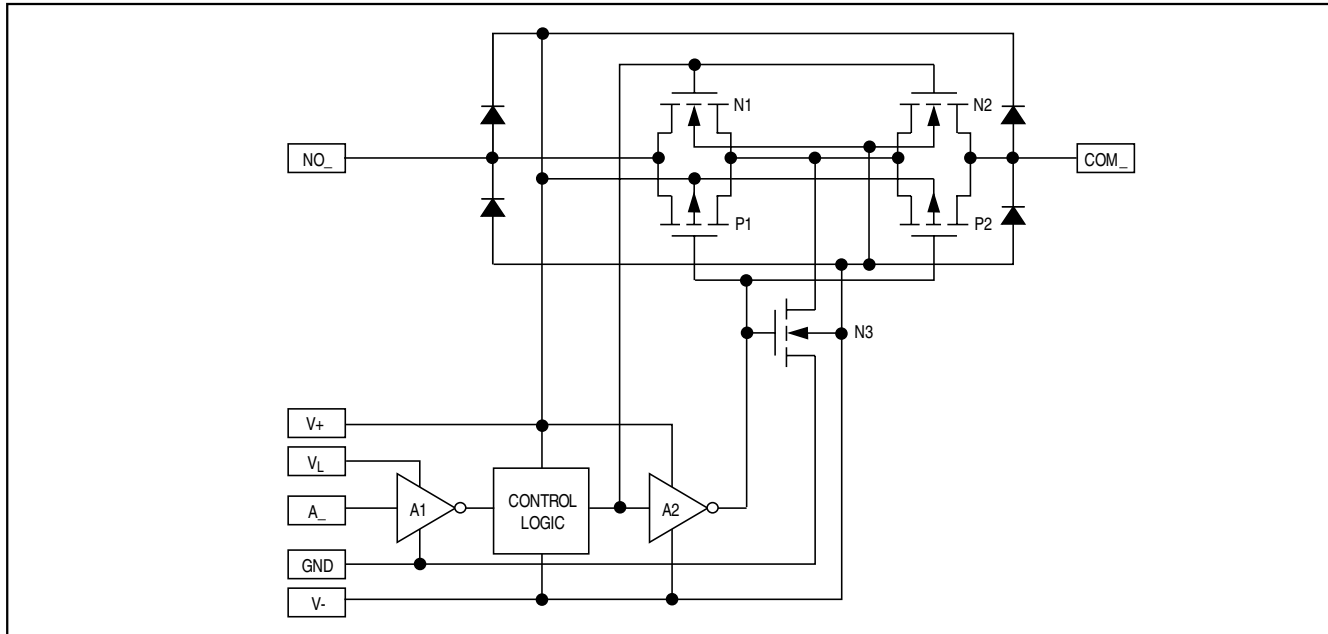 N1
N2
NO_
COM_
P1
P2
N3
V+
VL
A_
A1
CONTROL
LOGIC
A2
GND
V-